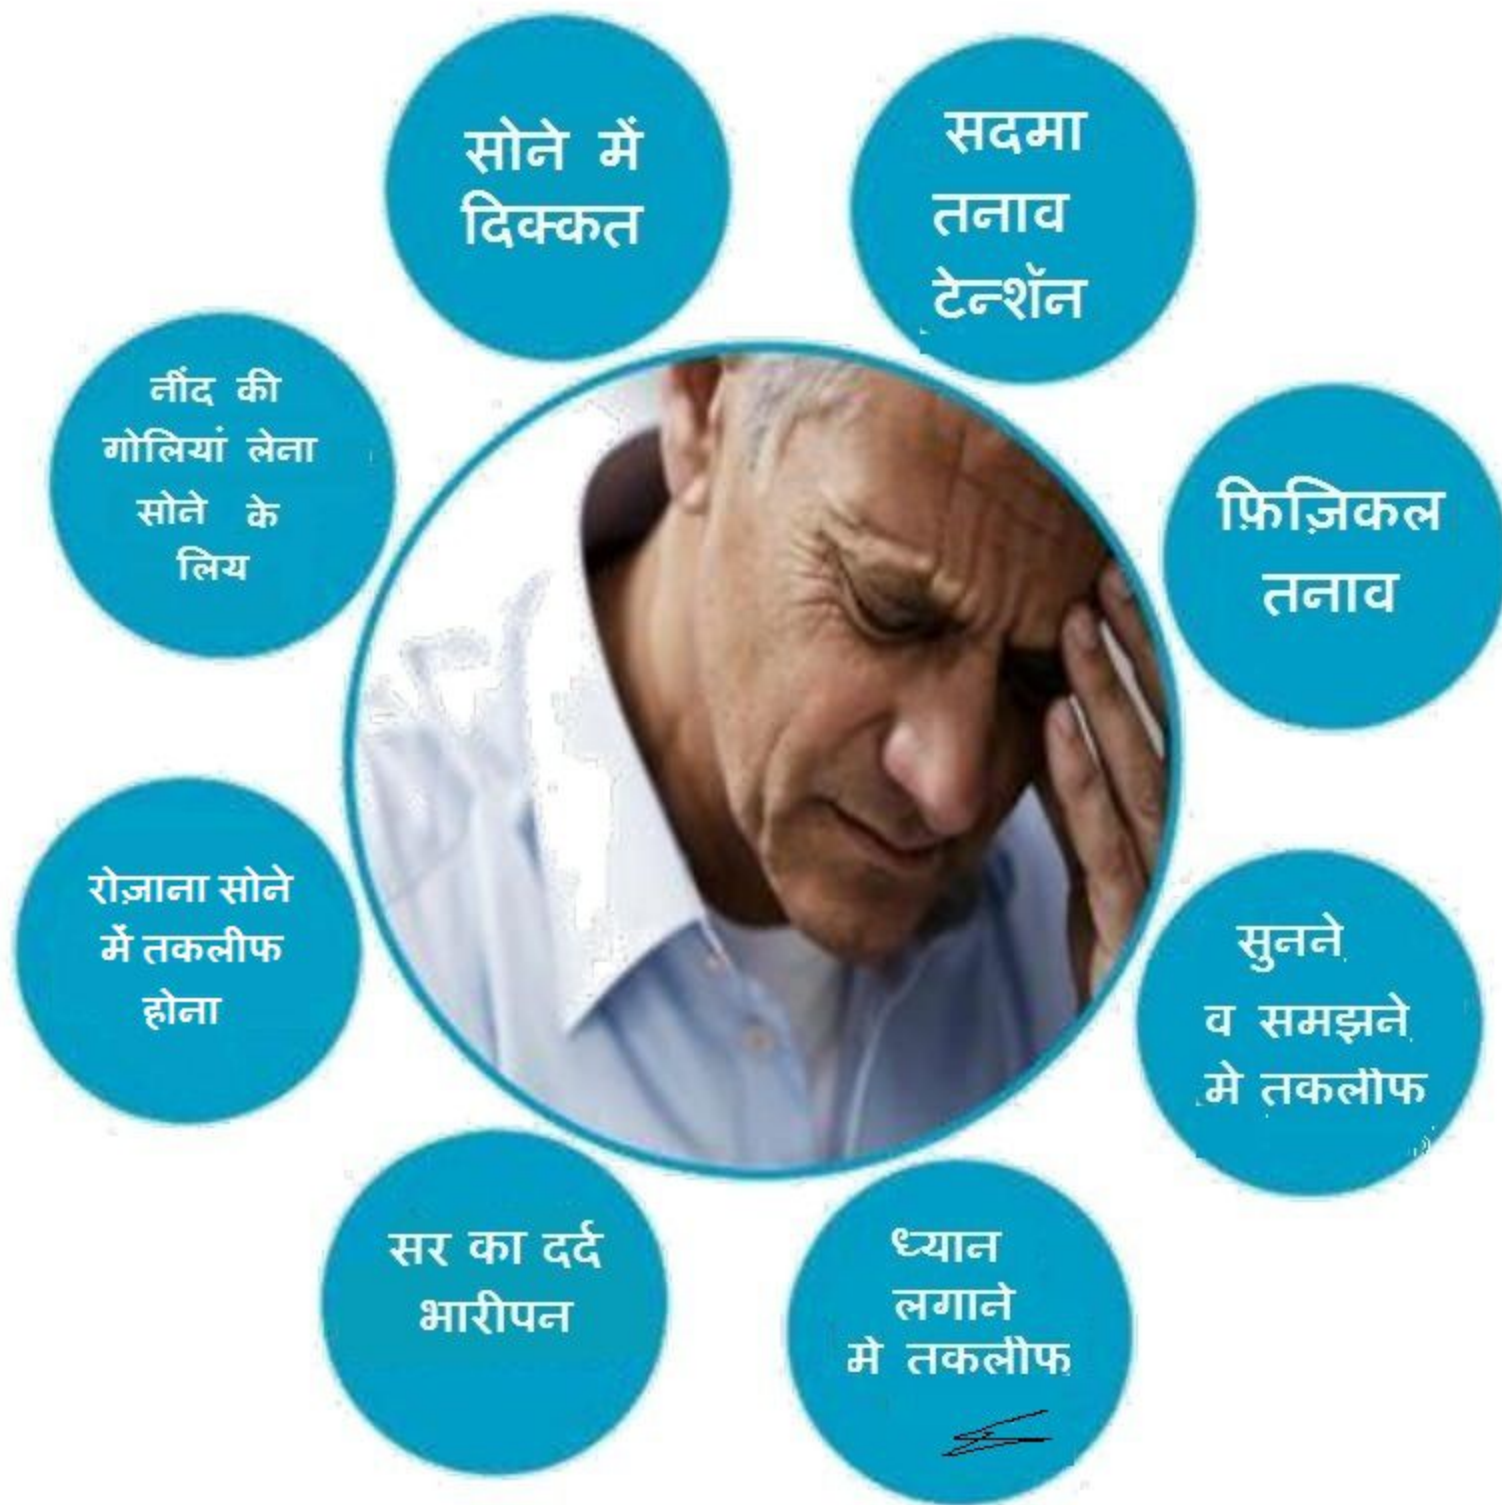 सोने में
दिक्कत
सदमा
तनाव
टेन्शॅन
फ़िज़िकल
तनाव
सुनने
व समझने
मे तकलीफ
ध्यान
लगाने
मे तकलीफ
सर का दर्द
भारीपन
रोज़ाना सोने
में तकलीफ
होना
नींद की
गोलियां लेना
सोने के
लिय